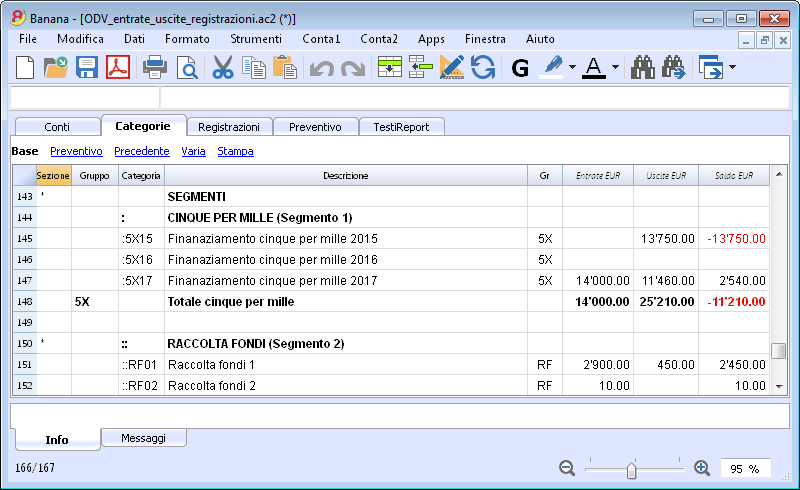 Banana - [ODV_entrate_uscite_registrazioni.ac2 (*)]
File Modifica Dati Formato Strumenti Conta1 Conta2 Apps Finestra Aiuto
G A
Conti Categorie Registrazioni Preventivo TestiReport
Base Preventivo Precedente Varia Stampa
Sezione Gruppo Categoria Descrizione Gr Entrate EUR Uscite EUR Saldo EUR
143 * SEGMENTI
144 : CINQUE PER MILLE (Segmento 1)
145 :5X15 Finanaziamento cinque per mille 2015 5X 13'750.00 -13'750.00
146 :5X16 Finanaziamento cinque per mille 2016 5X
147 :5X17 Finanaziamento cinque per mille 2017 5X 14'000.00 11'460.00 2'540.00
148 5X Totale cinque per mille 14'000.00 25'210.00 -11'210.00
149
150 * :: RACCOLTA FONDI (Segmento 2)
151 ::RF01 Raccolta fondi 1 RF 2'900.00 450.00 2'450.00
152 ::RF02 Raccolta fondi 2 RF 10.00 10.00
Info Messaggi
166/167 95 %